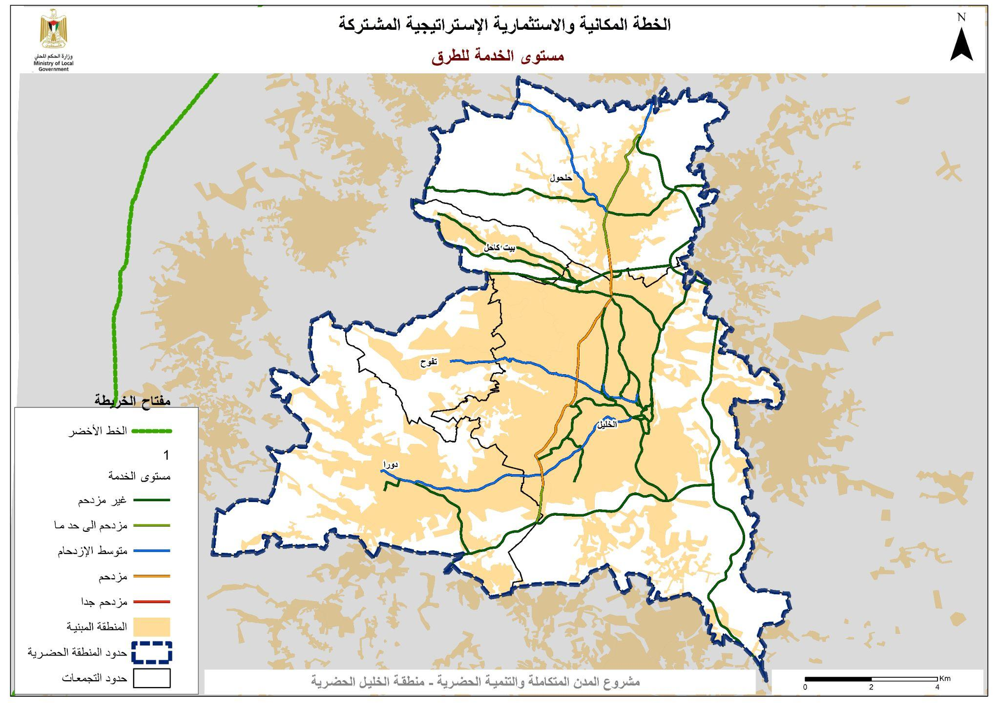 الخطة المكانية والاستثمارية الإستراتيجية المشتركة
مستوى الخدمة للطرق
N
وزارة الحكم المحلي
Ministry of Local
Government
فلسطين
حلحول
بيت كاحل
تفوح
الخليل
دورا
مفتاح الخريطة
الخط الأخضر
1
مستوى الخدمة
غير مزدحم
مزدحم الى حد ما
متوسط الإزدحام
مزدحم
مزدحم جدا
المنطقة المبنية
حدود المنطقة الحضرية
حدود التجمعات
مشروع المدن المتكاملة والتنمية الحضرية - منطقة الخليل الحضرية
Km
0 2 4